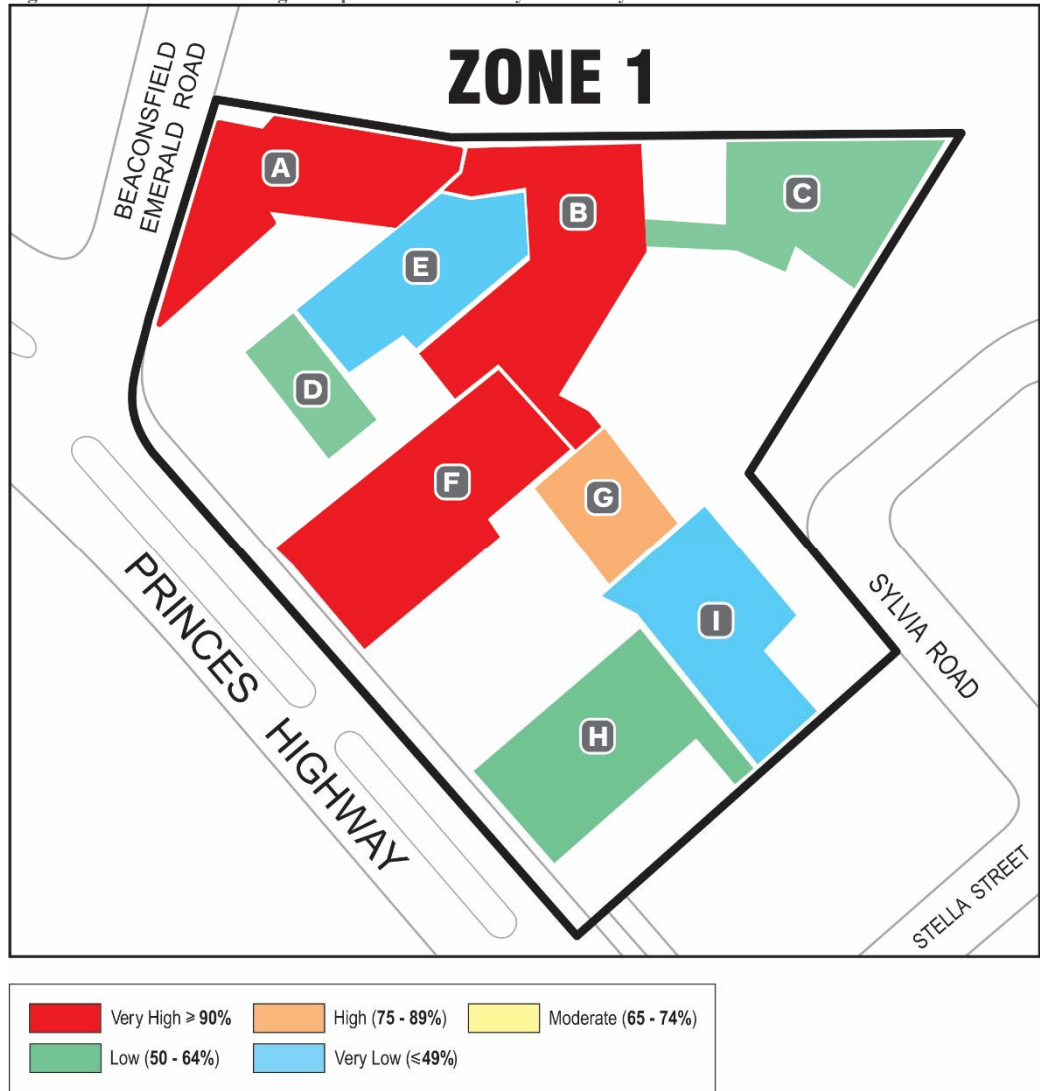 ZONE 1
BEACONSFIELD
EMERALD ROAD
A
B
C
E
D
F
G
I
H
PRINCES HIGHWAY
SYLVIA ROAD
STELLA STREET
Very High ≥ 90%
High (75 - 89%)
Moderate (65 - 74%)
Low (50 - 64%)
Very Low (≤49%)